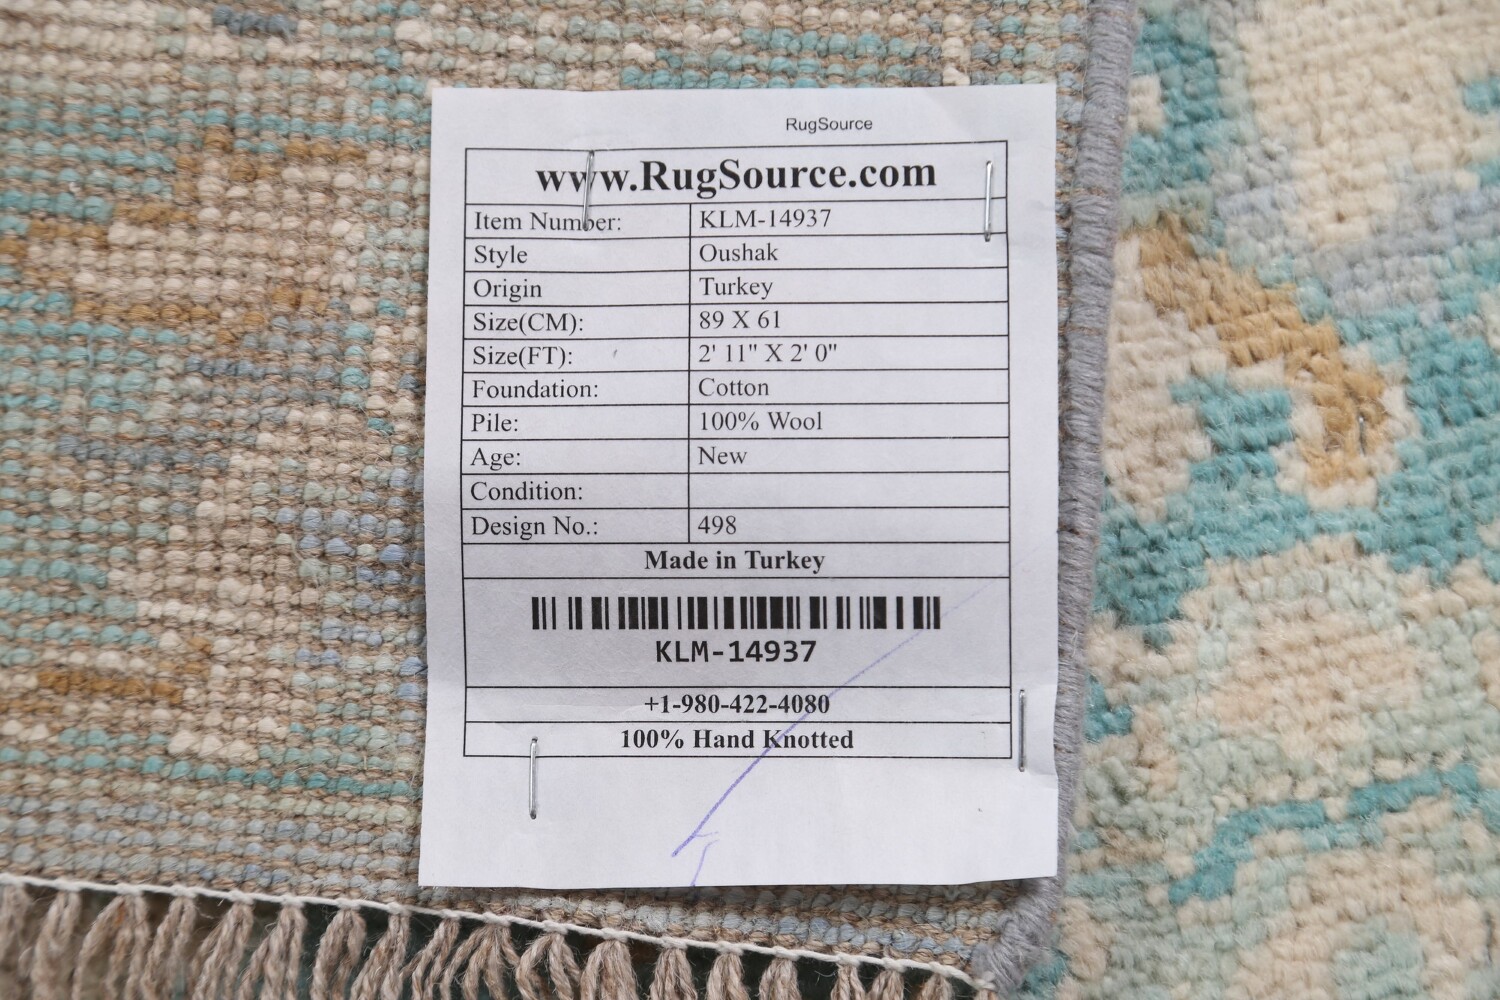 RugSource
www.RugSource.com
Item Number: KLM-14937
Style Oushak
Origin Turkey
Size(CM): 89 X 61
Size(FT): 2' 11" X 2' 0"
Foundation: Cotton
Pile: 100% Wool
Age: New
Condition:
Design No.: 498
Made in Turkey
KLM-14937
+1-980-422-4080
100% Hand Knotted